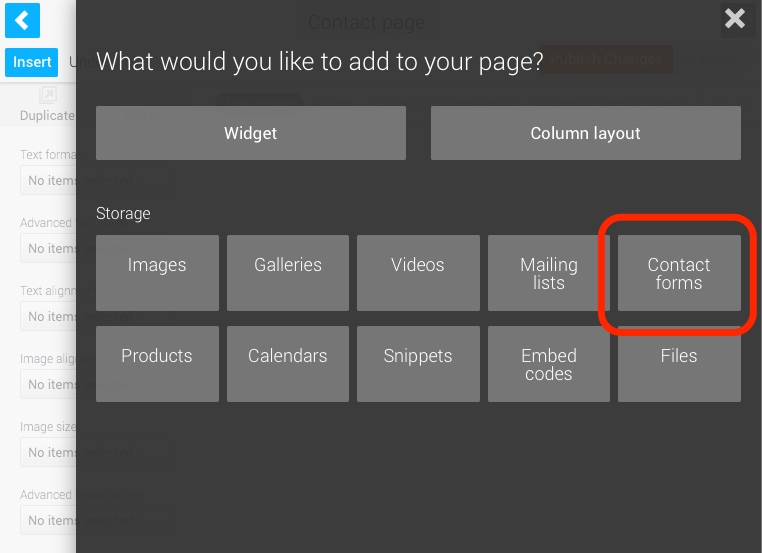 Contact page
Insert
What would you like to add to your page?
Publish Changes
Duplicate
Widget
Column layout
Text forma
No items
Storage
Advanced
No items
Images
Galleries
Videos
Mailing
lists
Contact
forms
Text alignm
No items
Products
Calendars
Snippets
Embed
codes
Files
Image align
No items
Image size
No items
Advanced
No items